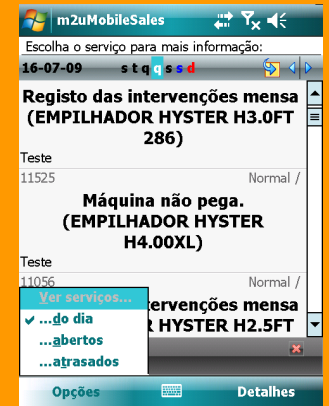 m2uMobileSales
Escolha o serviço para mais informação:
16-07-09 s t q q s s d
Registo das intervenções mensa
(EMPILHADOR HYSTER H3.0FT
286)
Teste
11525 Normal /
Máquina não pega.
(EMPILHADOR HYSTER
H4.00XL)
Teste
11056 Normal /
tervenções mensa
R HYSTER H2.5FT
Ver serviços...
...do dia
...abertos
...atrasados
Opções Detalhes